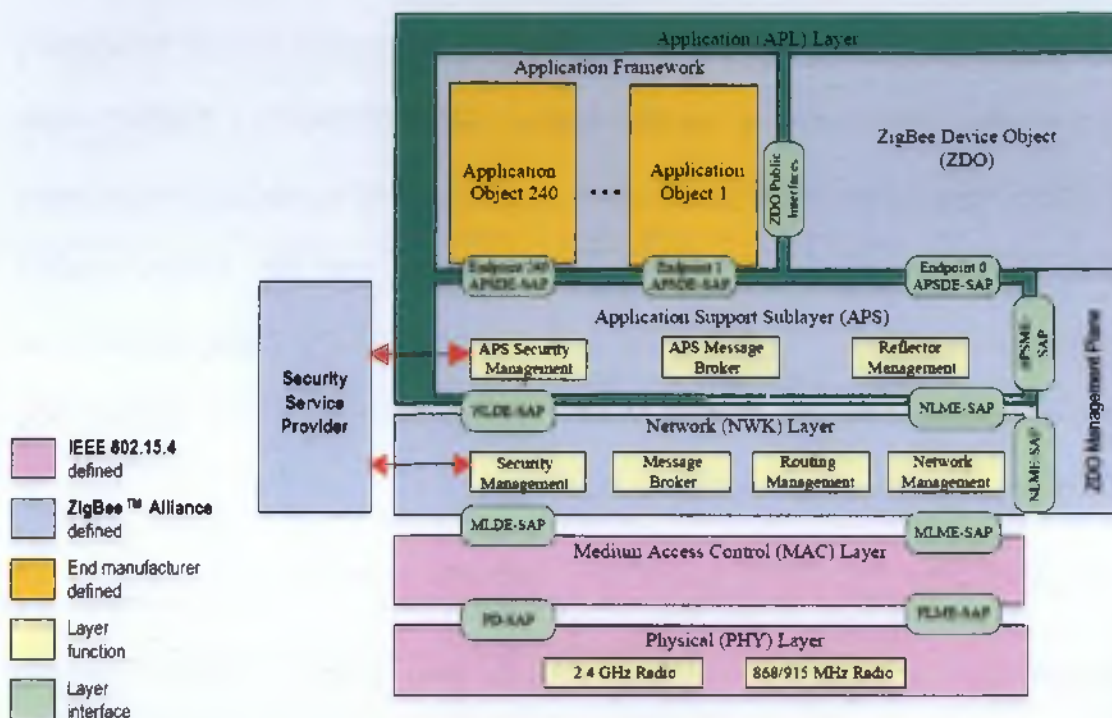 Application (APL) Layer
Application Framework
Application
Object 240
...
Application
Object 1
ZDO Public
Interfaces
ZigBee Device Object
(ZDO)
Endpoint 240
APSDE-SAP
Endpoint 1
APSDE-SAP
Endpoint 0
APSDE-SAP
Application Support Sublayer (APS)
APS Security
Management
APS Message
Broker
Reflector
Management
APSME-
SAP
Security
Service
Provider
NLDE-SAP
NLME-SAP
Network (NWK) Layer
Security
Management
Message
Broker
Routing
Management
Network
Management
NLME-SAP
ZDO Management Plane
MLDE-SAP
MLME-SAP
Medium Access Control (MAC) Layer
PD-SAP
PLME-SAP
Physical (PHY) Layer
2.4 GHz Radio
868/915 MHz Radio
IEEE 802.15.4
defined
ZigBee™ Alliance
defined
End manufacturer
defined
Layer
function
Layer
interface